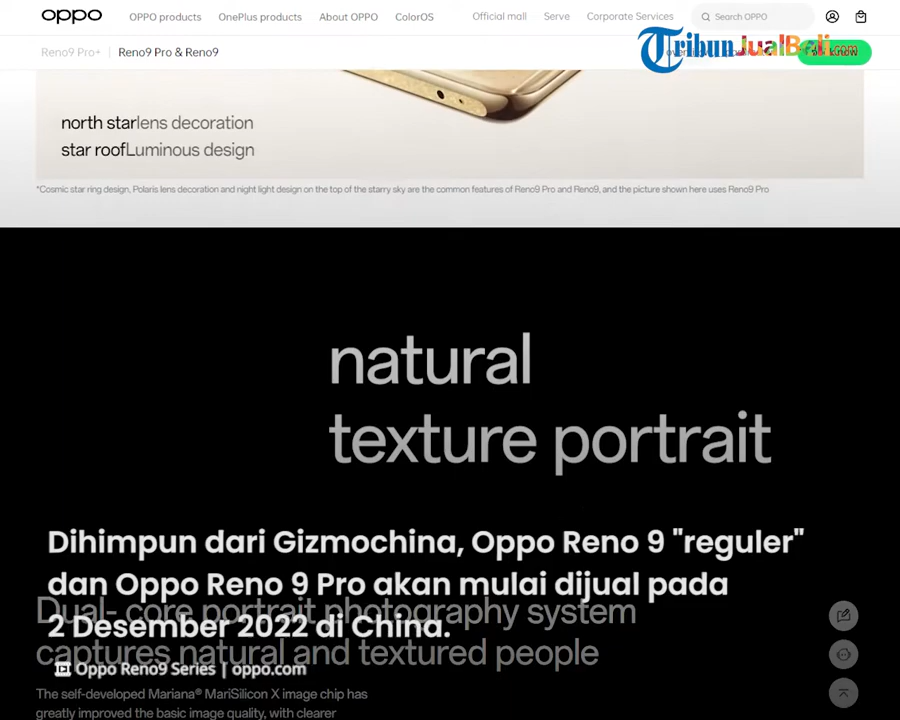 oppo OPPO products OnePlus products About OPPO ColorOS Official mall Serve Corporate Services Search OPPO
Reno9 Pro+ | Reno9 Pro & Reno9
Tribun JualBali.com
north starlens decoration
star roofLuminous design
*Cosmic star ring design, Polaris lens decoration and night light design on the top of the starry sky are the common features of Reno9 Pro and Reno9, and the picture shown here uses Reno9 Pro
natural
texture portrait
Dihimpun dari Gizmochina, Oppo Reno 9 "reguler"
dan Oppo Reno 9 Pro akan mulai dijual pada
Dual- core portrait photography system
2 Desember 2022 di China.
captures natural and textured people
Oppo Reno9 Series | oppo.com
The self-developed Mariana® MariSilicon X image chip has
greatly improved the basic image quality, with clearer